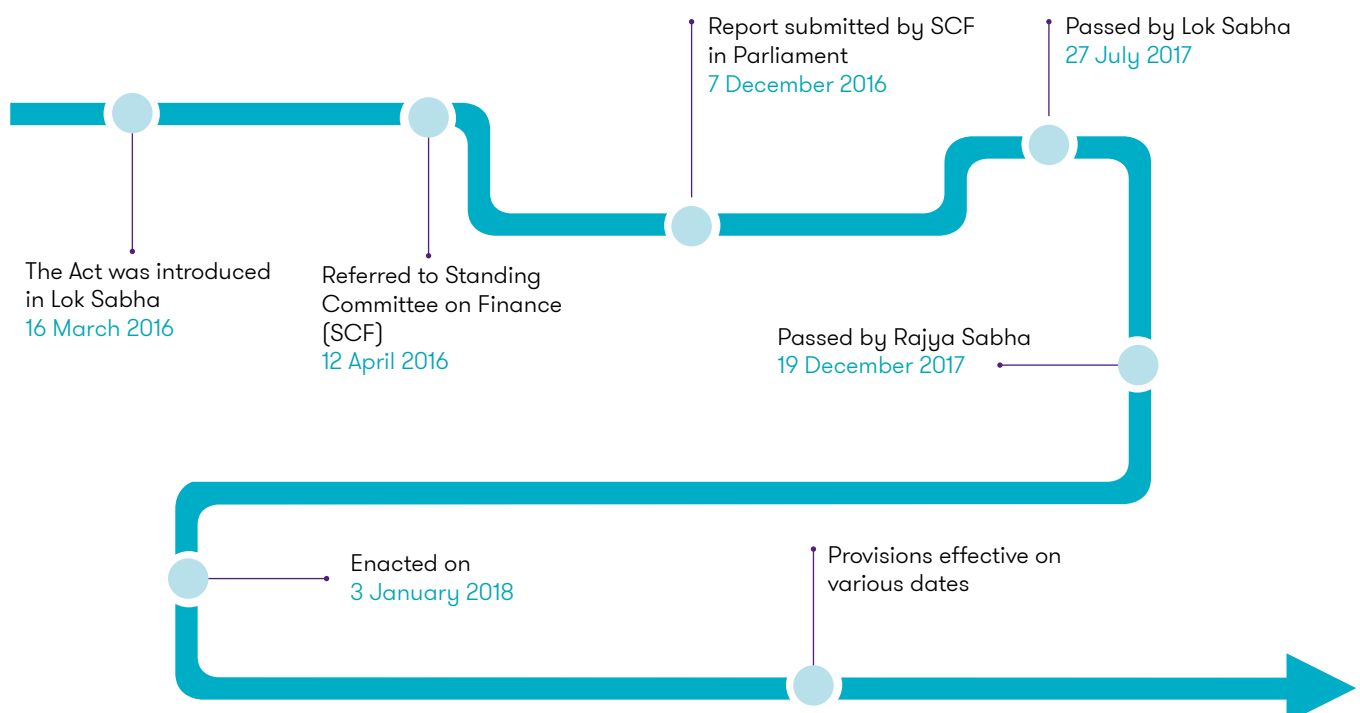 The Act was introduced
in Lok Sabha
16 March 2016
Referred to Standing
Committee on Finance
(SCF)
12 April 2016
Report submitted by SCF
in Parliament
7 December 2016
Passed by Lok Sabha
27 July 2017
Passed by Rajya Sabha
19 December 2017
Enacted on
3 January 2018
Provisions effective on
various dates